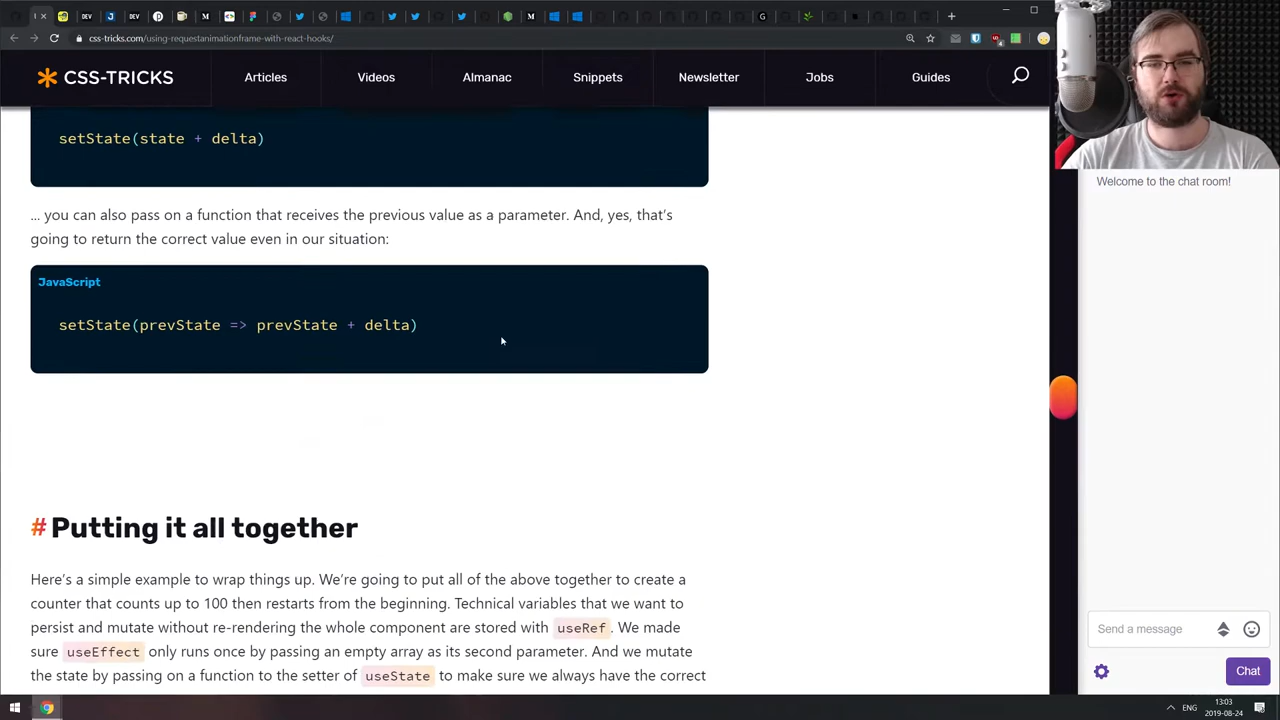 DEV
DEV
css-tricks.com/using-requestanimationframe-with-react-hooks/
CSS-TRICKS
Articles
Videos
Almanac
Snippets
Newsletter
Jobs
Guides
setState(state + delta)
... you can also pass on a function that receives the previous value as a parameter. And, yes, that's
going to return the correct value even in our situation:
JavaScript
setState(prevState => prevState + delta)
# Putting it all together
Here's a simple example to wrap things up. We're going to put all of the above together to create a
counter that counts up to 100 then restarts from the beginning. Technical variables that we want to
persist and mutate without re-rendering the whole component are stored with useRef. We made
sure useEffect only runs once by passing an empty array as its second parameter. And we mutate
the state by passing on a function to the setter of useState to make sure we always have the correct
Welcome to the chat room!
Send a message
Chat
ENG
13:03
2019-08-24